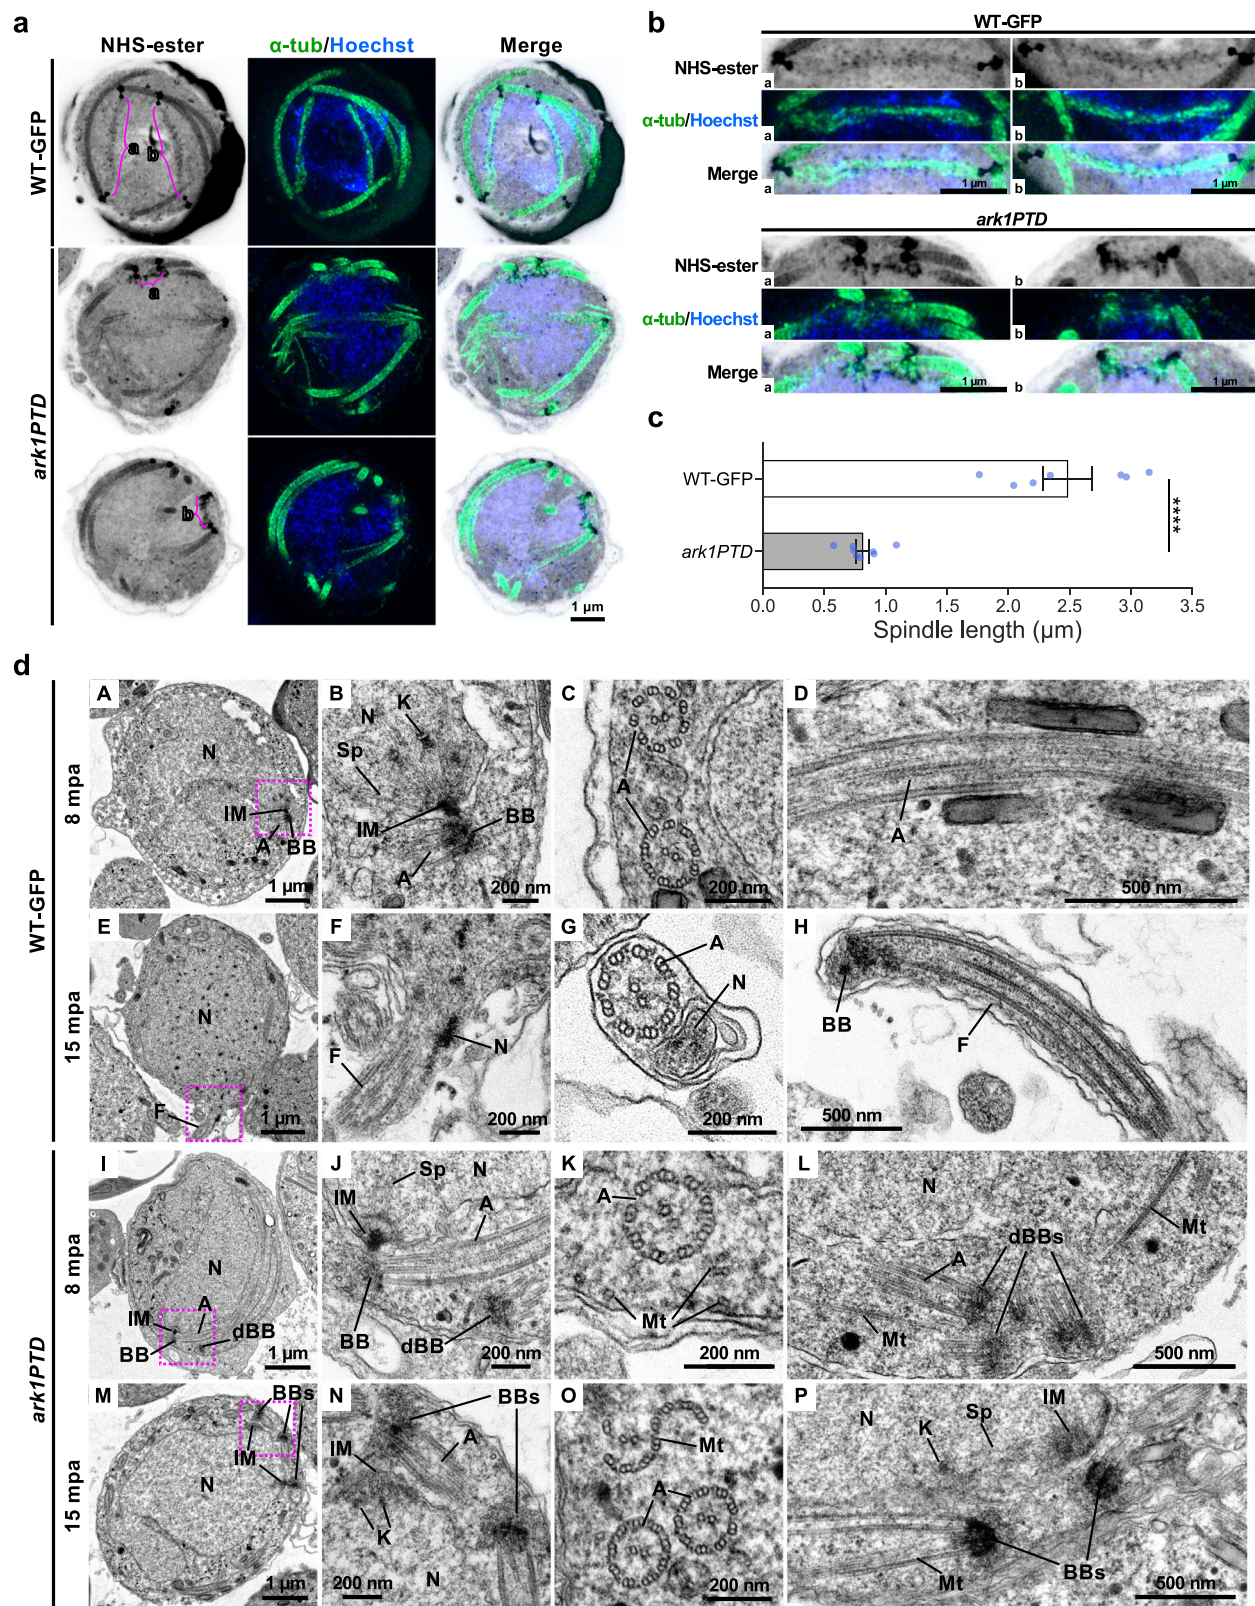 a
NHS-ester
α-tub/Hoechst
Merge
WT-GFP
a
b
ark1PTD
a
b
1 µm
b
WT-GFP
NHS-ester
a
b
α-tub/Hoechst
a
b
Merge
a
1 µm
b
1 µm
ark1PTD
NHS-ester
a
b
α-tub/Hoechst
a
b
Merge
a
1 µm
b
1 µm
c
WT-GFP
ark1PTD
****
0.0 0.5 1.0 1.5 2.0 2.5 3.0 3.5
Spindle length (µm)
d
WT-GFP
8 mpa
A
N
IM
A
BB
1 µm
B
N
K
Sp
IM
BB
A
200 nm
C
A
200 nm
D
A
500 nm
15 mpa
E
N
F
1 µm
F
F
N
200 nm
G
A
N
200 nm
H
BB
F
500 nm
ark1PTD
8 mpa
I
N
A
IM
BB
dBB
1 µm
J
Sp
N
IM
A
BB
dBB
200 nm
K
A
Mt
200 nm
L
N
Mt
dBBs
A
Mt
500 nm
15 mpa
M
BBs
IM
N
IM
1 µm
N
BBs
IM
A
K
N
200 nm
O
Mt
A
200 nm
P
N
K
Sp
IM
Mt
BBs
500 nm